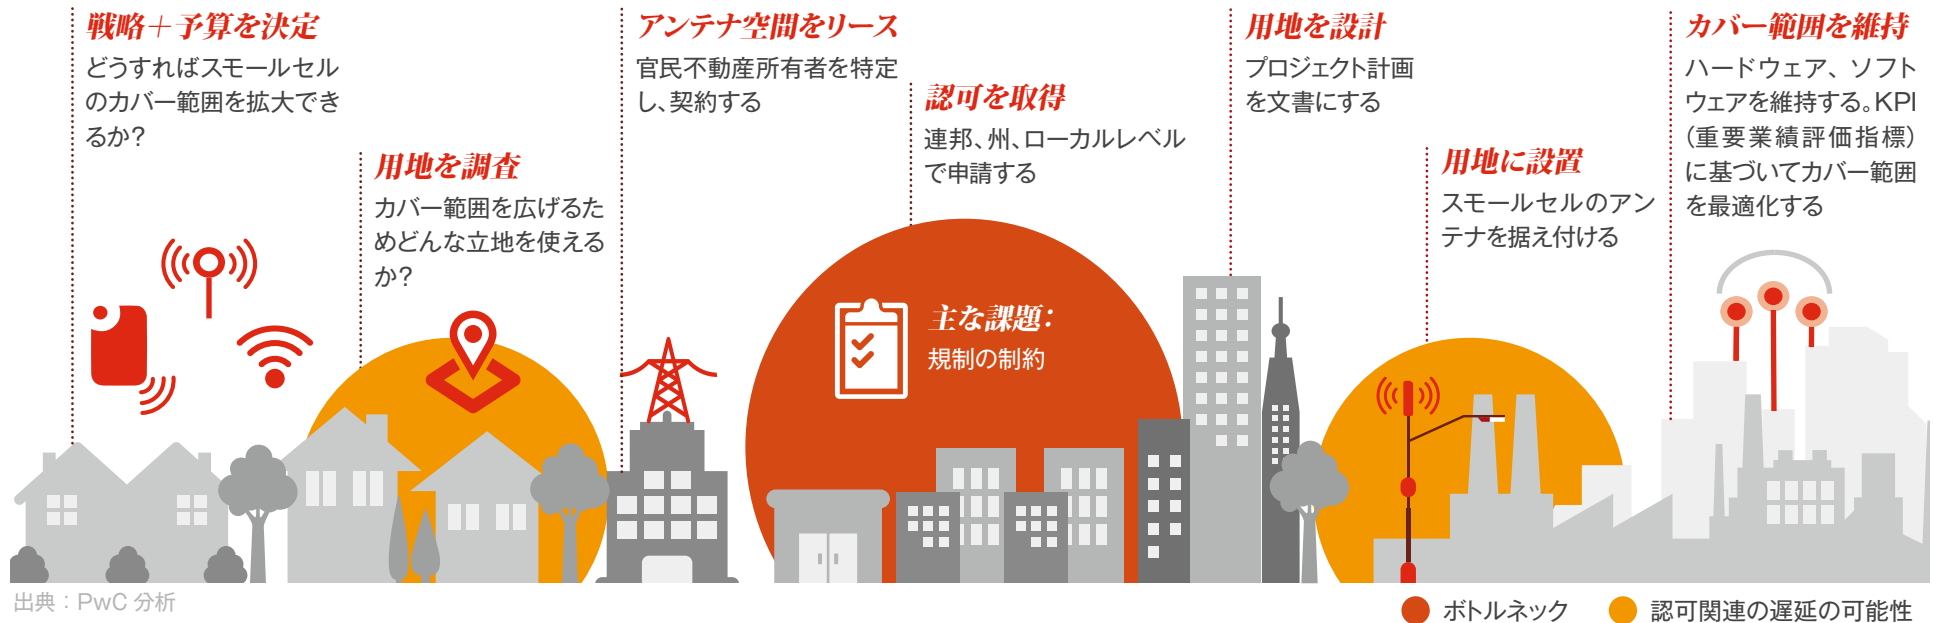 戦略＋予算を決定
どうすればスモールセル
のカバー範囲を拡大でき
るか？
用地を調査
カバー範囲を広げるた
めどんな立地を使える
か？
アンテナ空間をリース
官民不動産所有者を特定
し、契約する
認可を取得
連邦、州、ローカルレベル
で申請する
主な課題：
規制の制約
用地を設計
プロジェクト計画
を文書にする
用地に設置
スモールセルのアン
テナを据え付ける
カバー範囲を維持
ハードウェア、ソフト
ウェアを維持する。KPI
（重要業績評価指標）
に基づいてカバー範囲
を最適化する
出典：PwC 分析
ボトルネック
認可関連の遅延の可能性